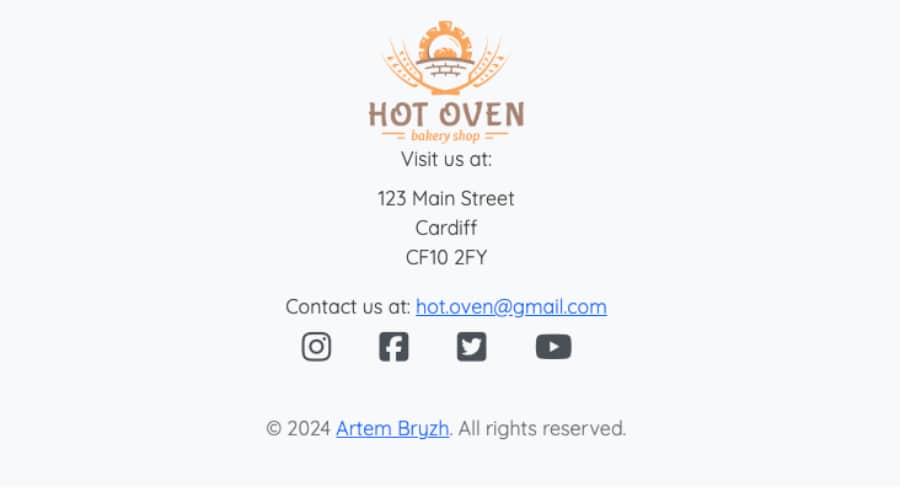 HOT OVEN
bakery shop
Visit us at:
123 Main Street
Cardiff
CF10 2FY
Contact us at: hot.oven@gmail.com
© 2024 Artem Bryzh. All rights reserved.